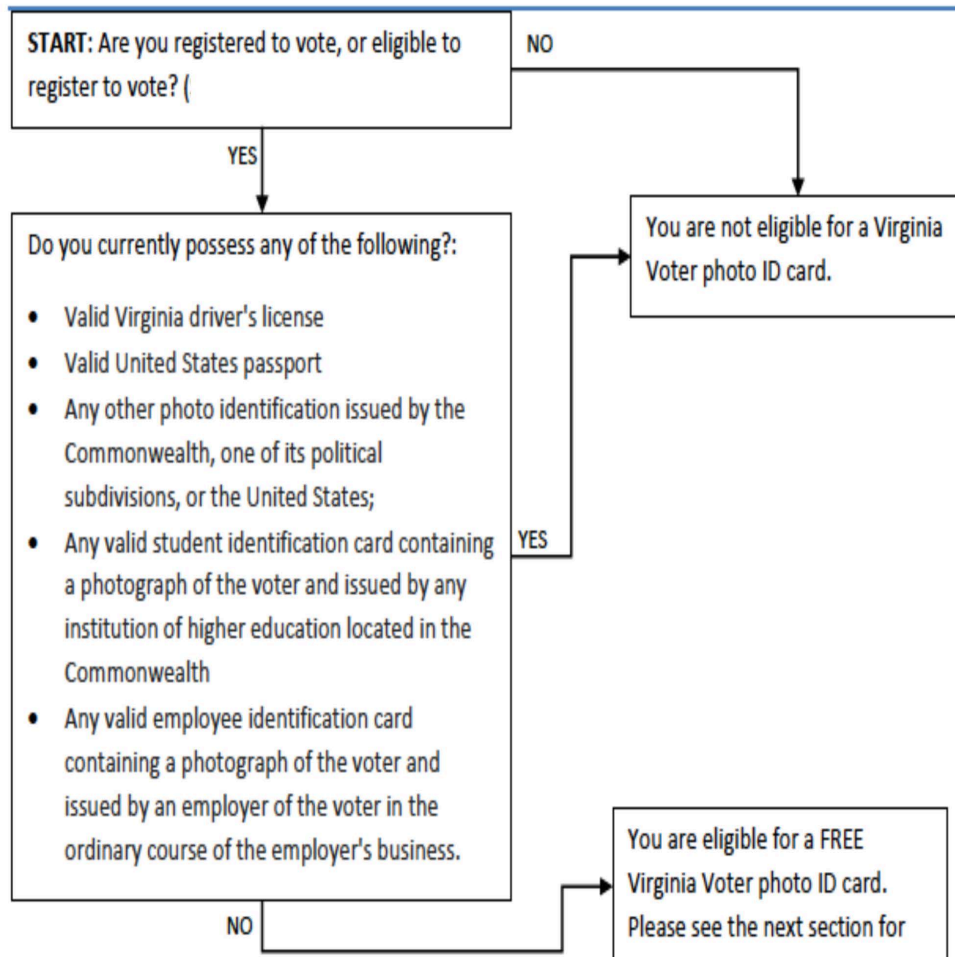 START: Are you registered to vote, or eligible to
register to vote? (
NO
YES
Do you currently possess any of the following?:
• Valid Virginia driver's license
• Valid United States passport
• Any other photo identification issued by the
Commonwealth, one of its political
subdivisions, or the United States;
• Any valid student identification card containing
a photograph of the voter and issued by any
institution of higher education located in the
Commonwealth
• Any valid employee identification card
containing a photograph of the voter and
issued by an employer of the voter in the
ordinary course of the employer's business.
You are not eligible for a Virginia
Voter photo ID card.
YES
NO
You are eligible for a FREE
Virginia Voter photo ID card.
Please see the next section for